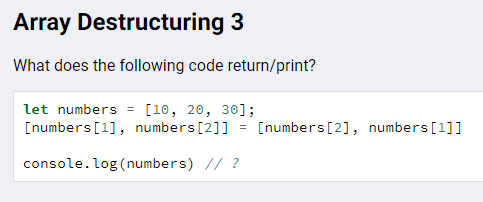 Array Destructuring 3
What does the following code return/print?
let numbers = [10, 20, 30];
[numbers[1], numbers[2]] = [numbers[2], numbers[1]]
console.log(numbers) // ?